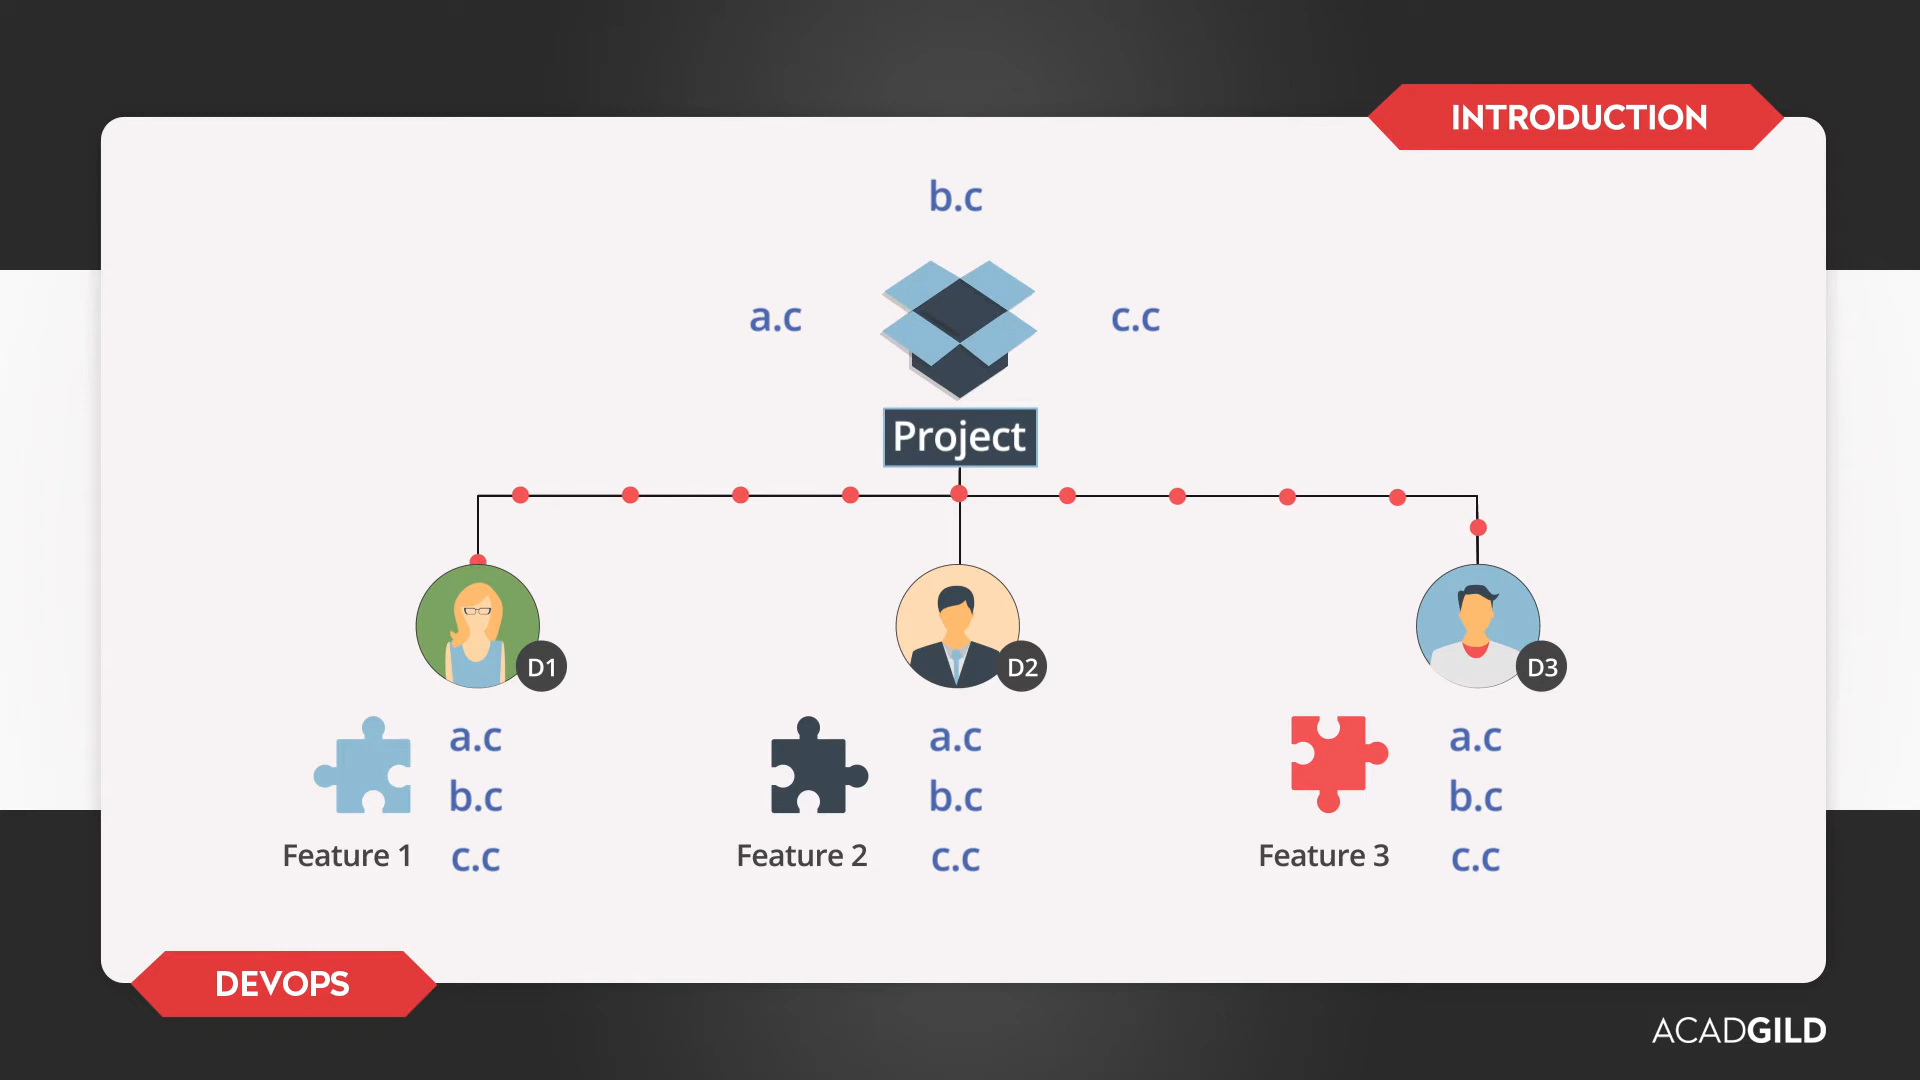 INTRODUCTION
b.c
a.c
c.c
Project
D1
D2
D3
a.c
b.c
Feature 1
c.c
a.c
b.c
Feature 2
c.c
a.c
b.c
Feature 3
c.c
DEVOPS
ACADGILD